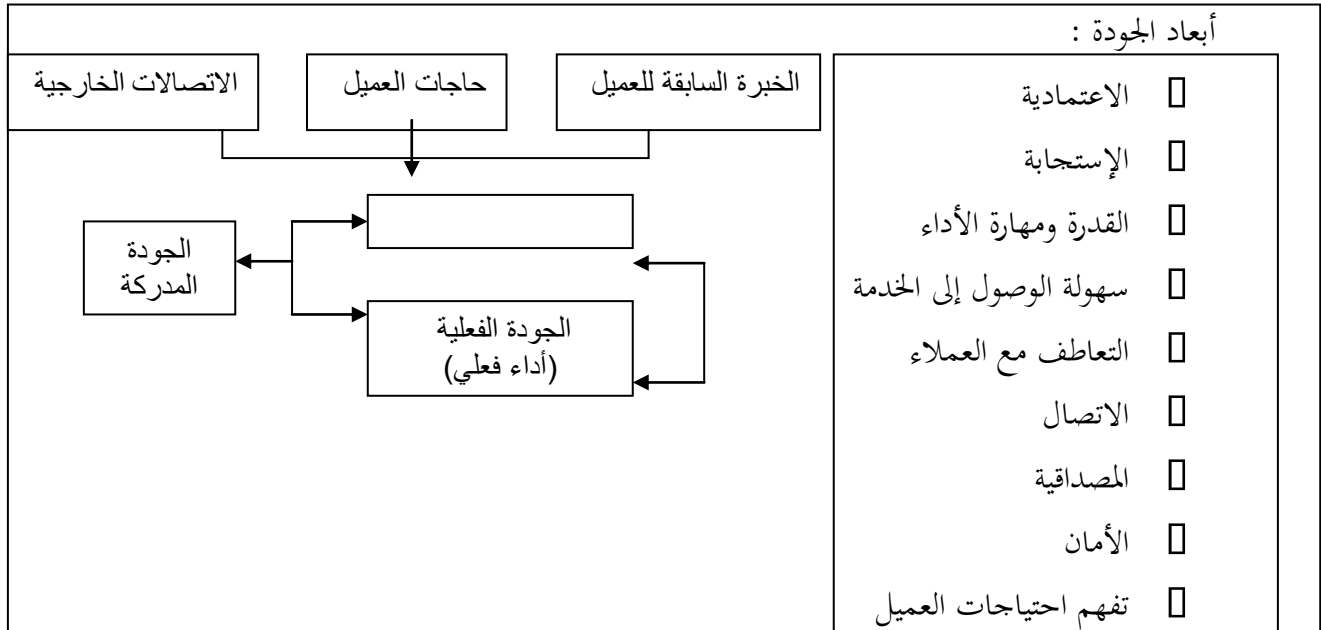 أبعاد الجودة :
الاعتمادية
الإستجابة
القدرة ومهارة الأداء
سهولة الوصول إلى الخدمة
التعاطف مع العملاء
الاتصال
المصداقية
الأمان
تفهم احتياجات العميل
الخبرة السابقة للعميل
حاجات العميل
الاتصالات الخارجية
الجودة
المدركة
الجودة الفعلية
(أداء فعلي)